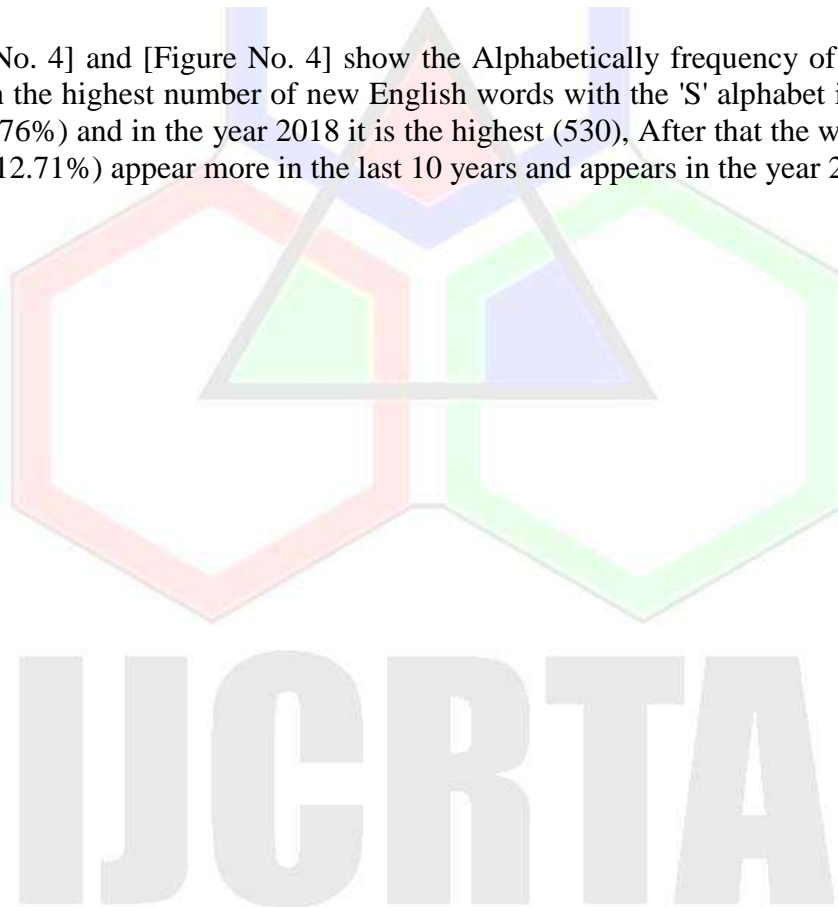 No. 4] and [Figure No. 4] show the Alphabetically frequency of
the highest number of new English words with the 'S' alphabet i
76%) and in the year 2018 it is the highest (530), After that the w
12.71%) appear more in the last 10 years and appears in the year 2
IJCRTA